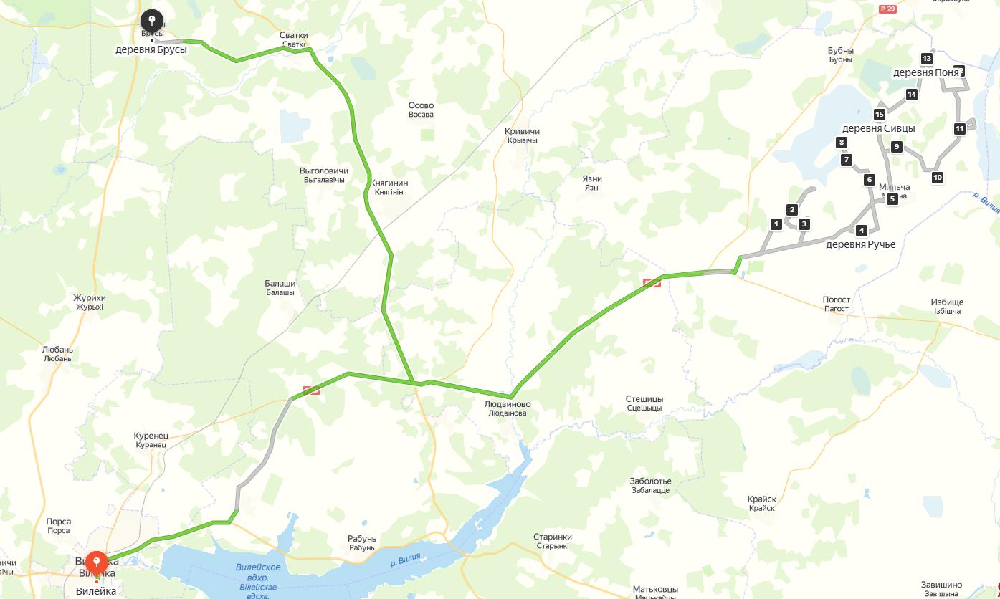 Р-29
Брусы
деревня Брусы
Сватки
Сваткі
Бубны
Бубны
13
деревня Поня
14
15
деревня Сивцы
11
Осово
Восава
Кривичи
Крывічы
8
9
7
10
6
Мильча
5
р. Вилия
Выголовичи
Выгалавічы
Княгинин
Княгінін
Язни
Язні
2
1
3
4
деревня Ручьё
Балаши
Балашы
Журихи
Журыхі
Погост
Пагост
Избище
Ізбішча
Любань
Любань
Людвиново
Людвінова
Стешицы
Сцешыцы
Куренец
Куранец
Заболотье
Забалацце
Крайск
Крайск
Порса
Порса
Рабунь
Рабунь
Старинки
Старынкі
р. Вилия
Вилейское
вдхр.
Вілейскае
вдсхв.
Вилейка
Матьковцы
Мацькаўцы
Завишино
Завішына